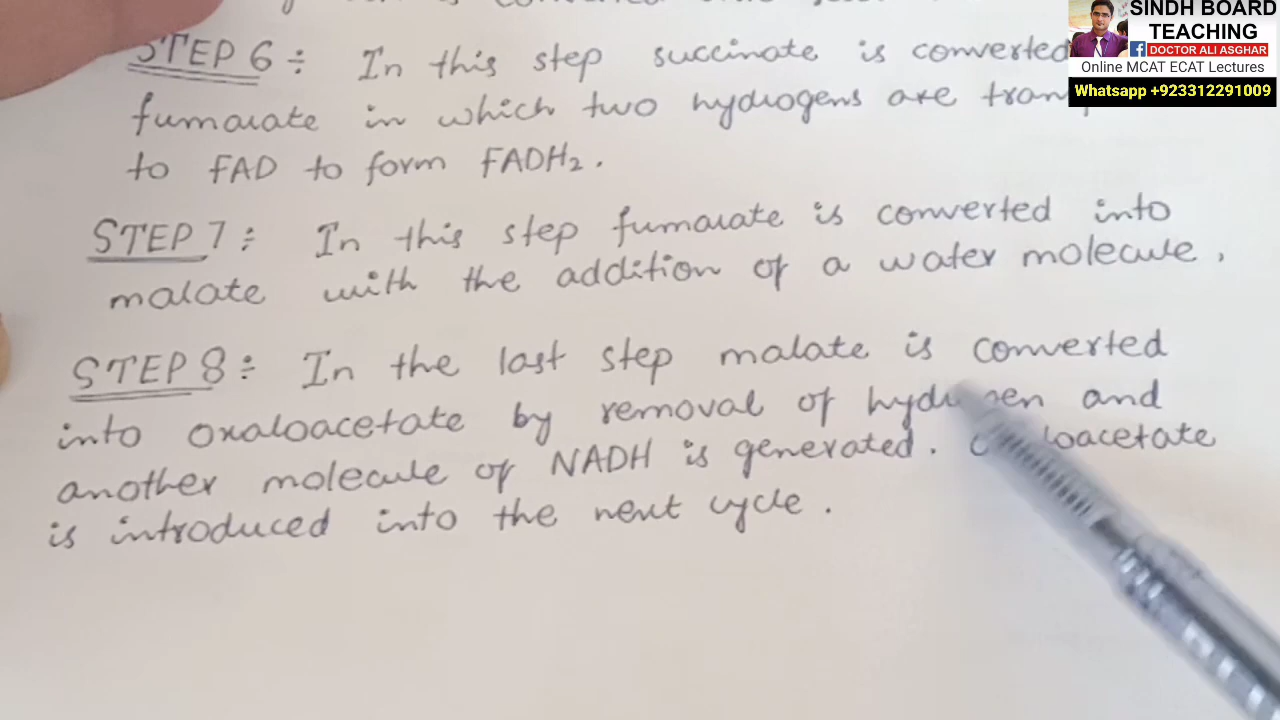 SINDH BOARD
TEACHING
DOCTOR ALI ASGHAR
Online MCAT ECAT Lectures
Whatsapp +923312291009
STEP 6 ÷ In this step succinate is converted
fumarate in which two hydrogens are
to FAD to form FADH₂.
STEP 7 ÷ In this step fumarate is converted into
malate with the addition of a water molecule.
STEP 8 ÷ In the last step malate is converted
into oxaloacetate by removal of hydrogen and
another molecule of NADH is generated. Oxaloacetate
is introduced into the next cycle.